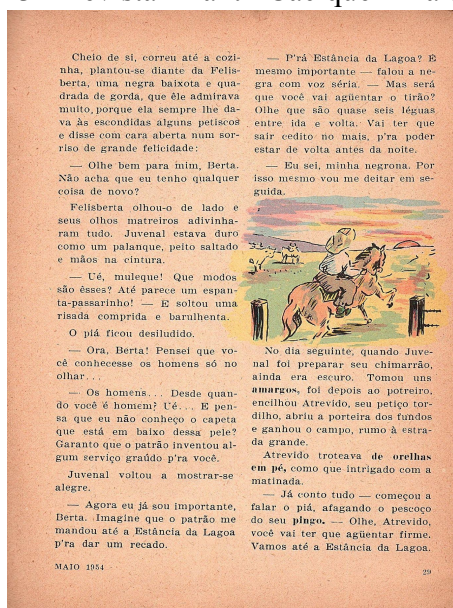 Cheio de si, correu até a cozi-
nha, plantou-se diante da Felis-
berta, uma negra baixota e qua-
drada de gorda, que êle admirava
muito, porque ela sempre lhe da-
va às escondidas alguns petiscos
e disse com cara aberta num sor-
riso de grande felicidade:
— Olhe bem para mim, Berta.
Não acha que eu tenho qualquer
coisa de novo?
Felisberta olhou-o de lado e
seus olhos matreiros adivinha-
ram tudo. Juvenal estava duro
como um palanque, peito saltado
e mãos na cintura.
— Ué, muleque! Que modos
são êsses? Até parece um espan-
ta-passarinho! — E soltou uma
risada comprida e barulhenta.
O piá ficou desiludido.
— Ora, Berta! Pensei que vo-
cê conhecesse os homens só no
olhar...
— Os homens... Desde quan-
do você é homem? Ué... E pen-
sa que eu não conheço o capeta
que está em baixo dessa pele?
Garanto que o patrão inventou al-
gum serviço graúdo p'ra você.
Juvenal voltou a mostrar-se
alegre.
— Agora eu já sou importante,
Berta. Imagine que o patrão me
mandou até a Estância da Lagoa
p'ra dar um recado.
— P'rá Estância da Lagoa? É
mesmo importante — falou a ne-
gra com voz séria. — Mas será
que você vai agüentar o tirão?
Olhe que são quase seis léguas
entre ida e volta. Vai ter que
sair cedito no mais, p'ra poder
estar de volta antes da noite.
— Eu sei, minha negrona. Por
isso mesmo vou me deitar em se-
guida.
No dia seguinte, quando Juve-
nal foi preparar seu chimarrão,
ainda era escuro. Tomou uns
amargos, foi depois ao potreiro,
encilhou Atrevido, seu petiço tor-
dilho, abriu a porteira dos fundos
e ganhou o campo, rumo à estra-
da grande.
Atrevido troteava de orelhas
em pé, como que intrigado com a
matinada.
— Já conto tudo — começou a
falar o piá, afagando o pescoço
do seu pingo. — Olhe, Atrevido,
você vai ter que agüentar firme.
Vamos até a Estância da Lagoa.
MAIO 1954
29